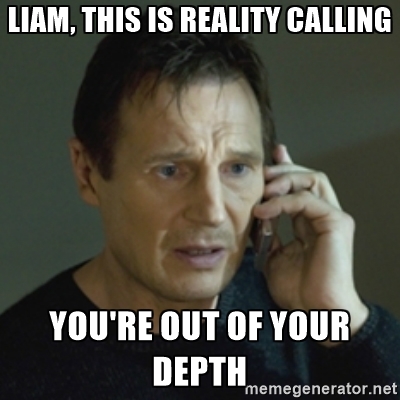 LIAM, THIS IS REALITY CALLING
YOU'RE OUT OF YOUR
DEPTH
memegenerator.net